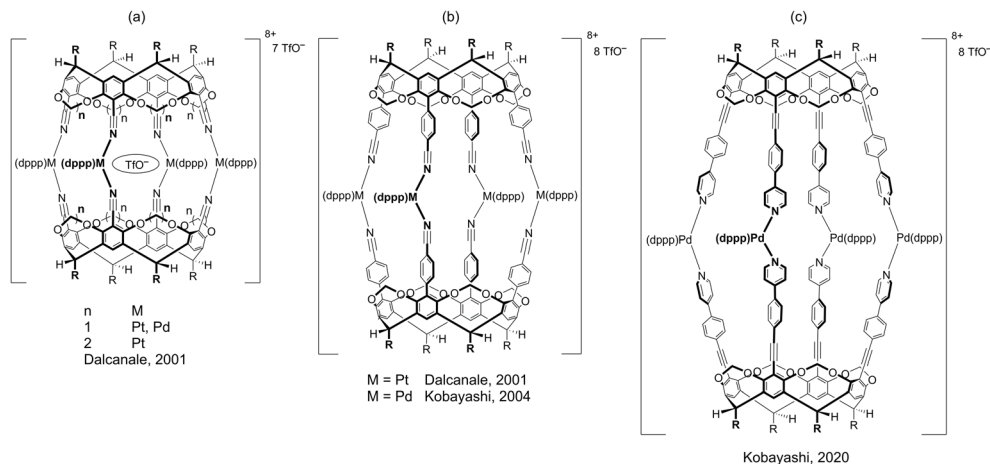 (a)
8+
7 TfO⁻
R R R R
H H H H
O O O O O O O O
n n n n
N N N N
(dppp)M (dppp)M TfO⁻ M(dppp) M(dppp)
N N N N
n n n n
O O O O O O O O
H H H H
R R R R
n M
1 Pt, Pd
2 Pt
Dalcanale, 2001
(b)
8+
8 TfO⁻
R R R R
H H H H
O O O O O O O O
N N N N
(dppp)M (dppp)M M(dppp) M(dppp)
N N N N
O O O O O O O O
H H H H
R R R R
M = Pt Dalcanale, 2001
M = Pd Kobayashi, 2004
(c)
8+
8 TfO⁻
R R R R
H H H H
O O O O O O O O
N N N N
(dppp)Pd (dppp)Pd Pd(dppp) Pd(dppp)
N N N N
O O O O O O O O
H H H H
R R R R
Kobayashi, 2020